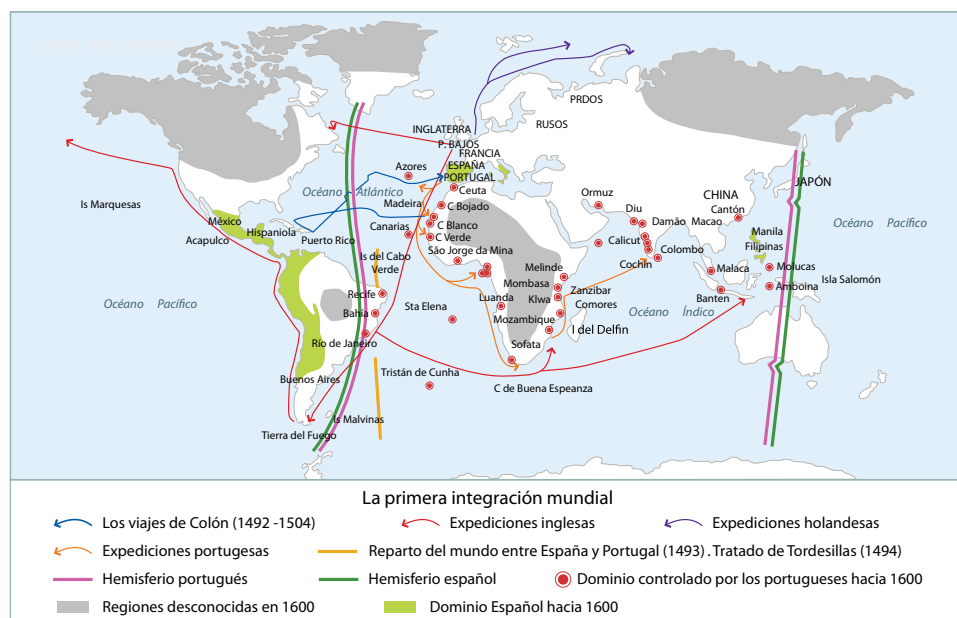 PRDOS
RUSOS
INGLATERRA
P. BAJOS
FRANCIA
ESPAÑA
PORTUGAL
Azores
Ceuta
Océano Atlántico
Madeira
C Bojado
Canarias
C Blanco
C Verde
Is Marquesas
México
Hispaniola
Acapulco
Puerto Rico
Is del Cabo
Verde
São Jorge da Mina
Ormuz
Diu
Damão
CHINA
Cantón
Macao
JAPÓN
Océano Pacífico
Calicut
Colombo
Cochin
Manila
Filipinas
Melinde
Mombasa
Zanzibar
KIwa
Comores
Malaca
Molucas
Amboina
Isla Salomón
Banten
Océano Pacífico
Recife
Bahía
Río de Janeiro
Sta Elena
Luanda
Mozambique
Océano Índico
I del Delfin
Sofata
Buenos Aires
Tristán de Cunha
C de Buena Espeanza
Is Malvinas
Tierra del Fuego
La primera integración mundial
Los viajes de Colón (1492 -1504)
Expediciones inglesas
Expediciones holandesas
Expediciones portugesas
Reparto del mundo entre España y Portugal (1493) . Tratado de Tordesillas (1494)
Hemisferio portugués
Hemisferio español
Dominio controlado por los portugueses hacia 1600
Regiones desconocidas en 1600
Dominio Español hacia 1600